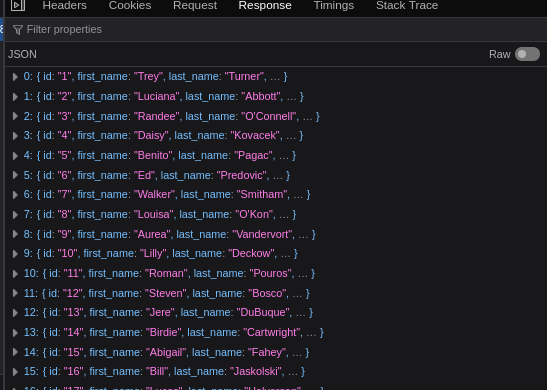 Headers Cookies Request Response Timings Stack Trace
Filter properties
JSON Raw
0: { id: "1", first_name: "Trey", last_name: "Turner", … }
1: { id: "2", first_name: "Luciana", last_name: "Abbott", … }
2: { id: "3", first_name: "Randee", last_name: "O'Connell", … }
3: { id: "4", first_name: "Daisy", last_name: "Kovacek", … }
4: { id: "5", first_name: "Benito", last_name: "Pagac", … }
5: { id: "6", first_name: "Ed", last_name: "Predovic", … }
6: { id: "7", first_name: "Walker", last_name: "Smitham", … }
7: { id: "8", first_name: "Louisa", last_name: "O'Kon", … }
8: { id: "9", first_name: "Aurea", last_name: "Vandervort", … }
9: { id: "10", first_name: "Lilly", last_name: "Deckow", … }
10: { id: "11", first_name: "Roman", last_name: "Pouros", … }
11: { id: "12", first_name: "Steven", last_name: "Bosco", … }
12: { id: "13", first_name: "Jere", last_name: "DuBuque", … }
13: { id: "14", first_name: "Birdie", last_name: "Cartwright", … }
14: { id: "15", first_name: "Abigail", last_name: "Fahey", … }
15: { id: "16", first_name: "Bill", last_name: "Jaskolski", … }